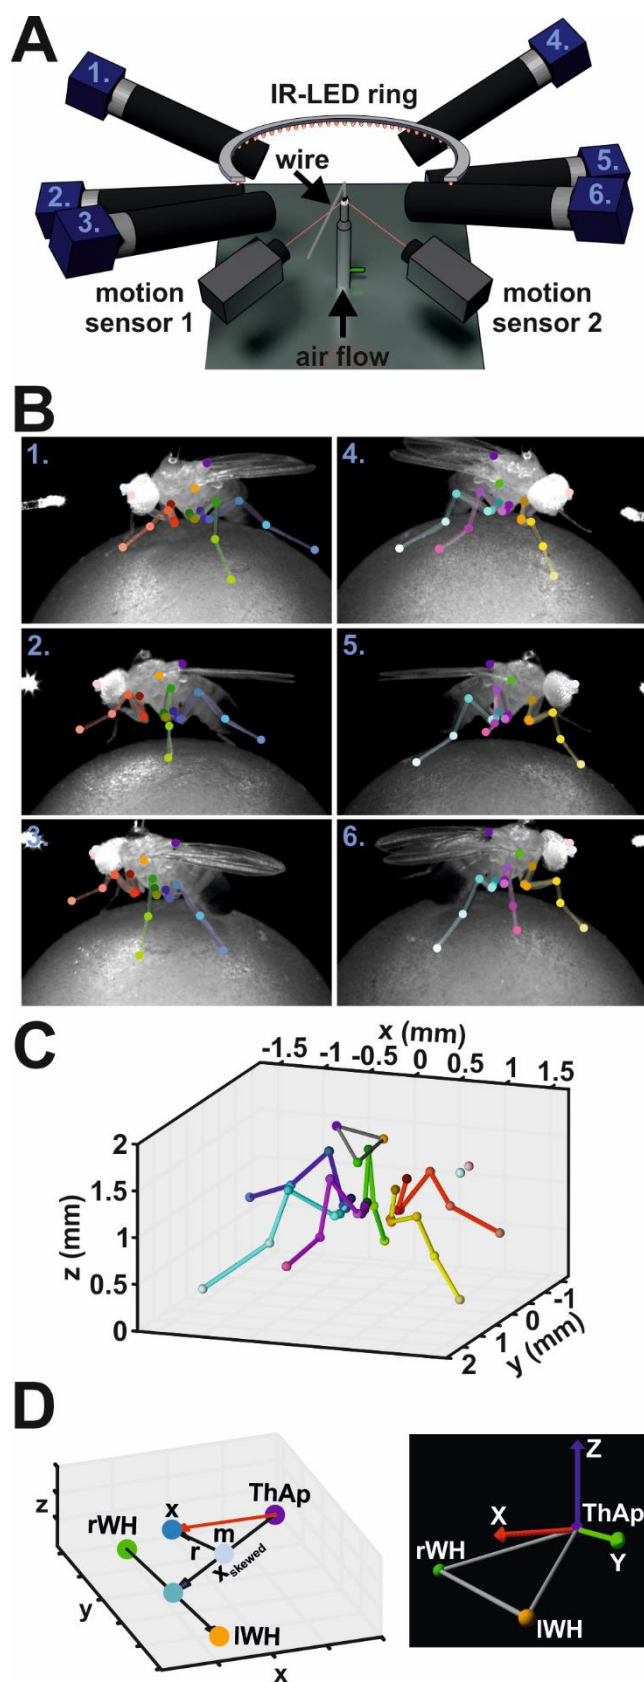 A
1.
4.
IR-LED ring
wire
5.
2.
6.
3.
motion
sensor 1
motion
sensor 2
air flow
B
1.
4.
2.
5.
3.
6.
C
x (mm)
-1.5
-1
-0.5
0
0.5
1
1.5
2
1.5
1
0.5
0
z (mm)
-1
0
1
2
y (mm)
D
z
x
ThAp
rWH
m
r
xskewed
y
lWH
x
Z
ThAp
X
Y
rWH
lWH